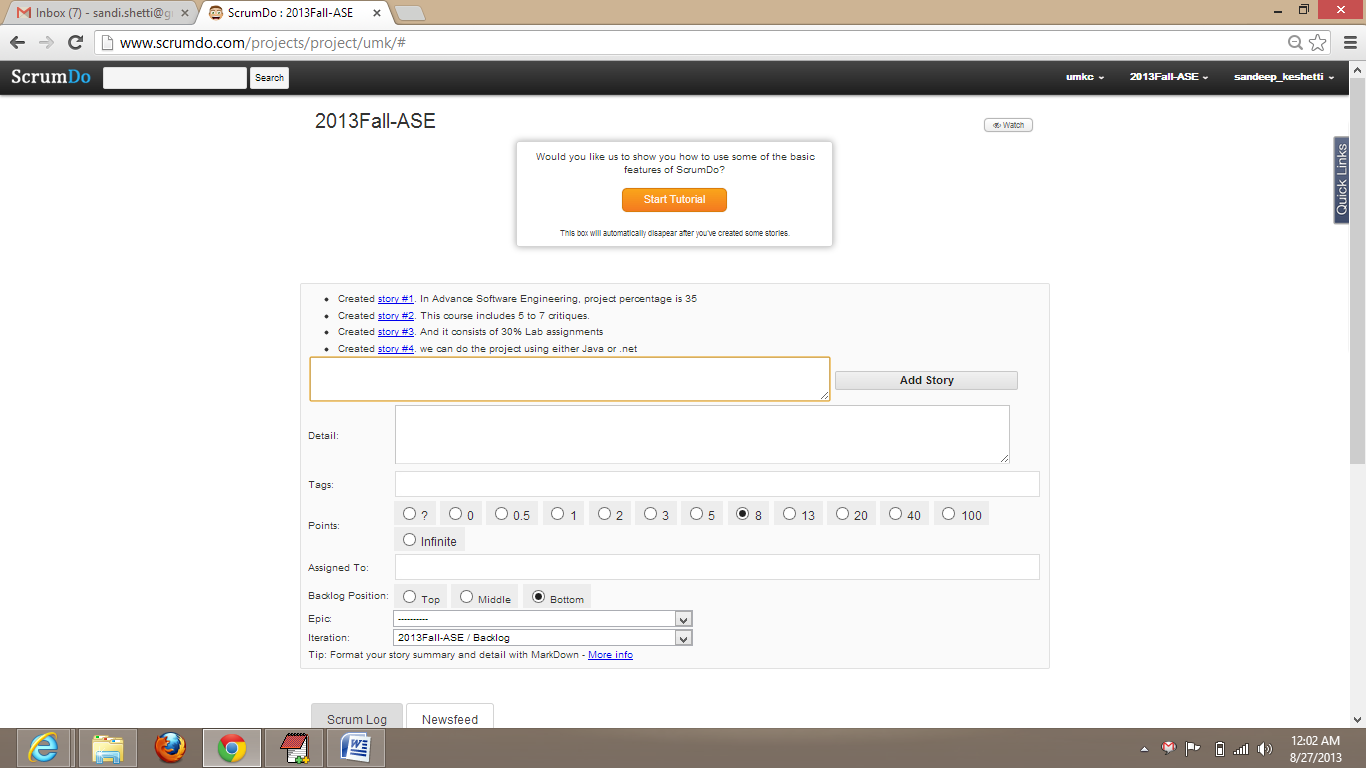 Inbox (7) - sandi.shetti@g
ScrumDo : 2013Fall-ASE
www.scrumdo.com/projects/project/umk/#
ScrumDo
Search
umkc
2013Fall-ASE
sandeep_keshetti
2013Fall-ASE
Watch
Quick Links
Would you like us to show you how to use some of the basic
features of ScrumDo?
Start Tutorial
This box will automatically disapear after you've created some stories.
Created story #1. In Advance Software Engineering, project percentage is 35
Created story #2. This course includes 5 to 7 critiques.
Created story #3. And it consists of 30% Lab assignments
Created story #4. we can do the project using either Java or .net
Add Story
Detail:
Tags:
Points:
? 0 0.5 1 2 3 5 8 13 20 40 100
Infinite
Assigned To:
Backlog Position: Top Middle Bottom
Epic: ----------
Iteration: 2013Fall-ASE / Backlog
Tip: Format your story summary and detail with MarkDown - More info
Scrum Log
Newsfeed
12:02 AM
8/27/2013